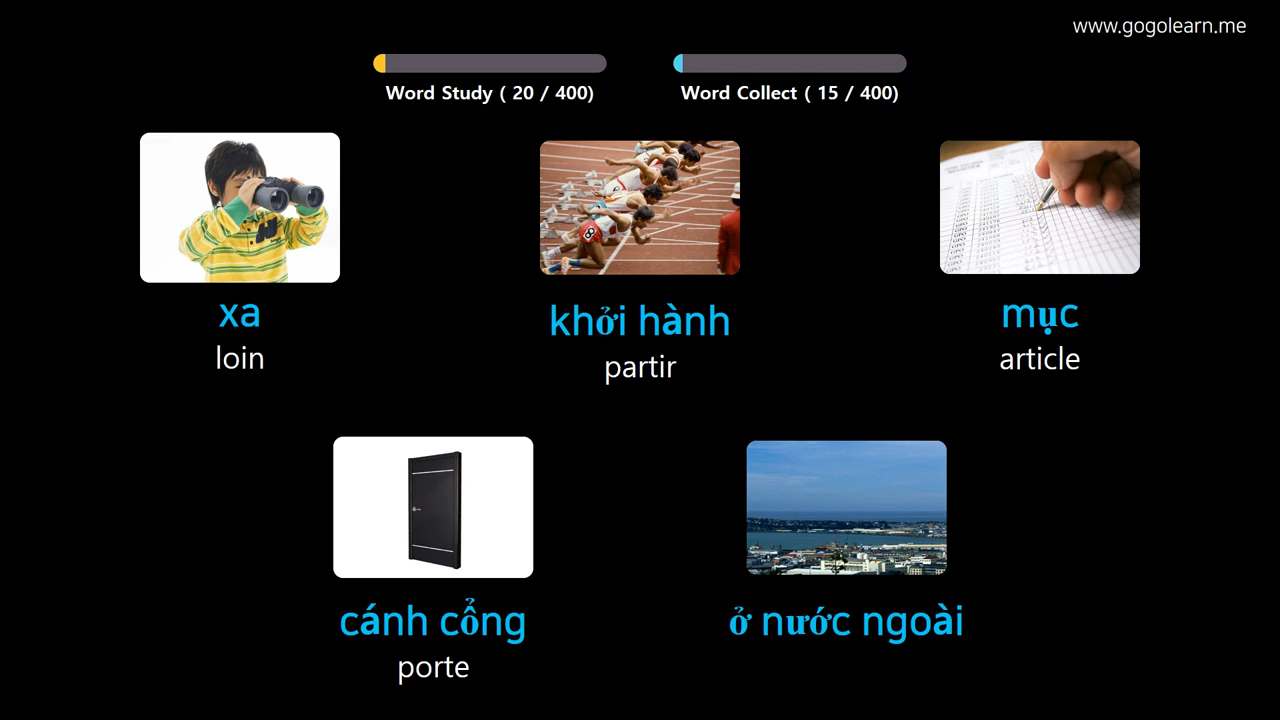 www.gogolearn.me
Word Study ( 20 / 400)
Word Collect ( 15 / 400)
xa
loin
khởi hành
partir
mục
article
cánh cổng
porte
ở nước ngoài